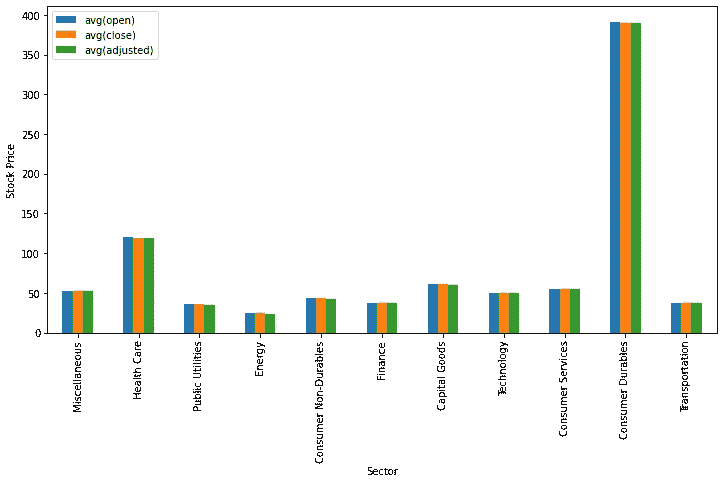 avg(open)
avg(close)
avg(adjusted)
Stock Price
400
350
300
250
200
150
100
50
0
Miscellaneous
Health Care
Public Utilities
Energy
Consumer Non-Durables
Finance
Capital Goods
Technology
Consumer Services
Consumer Durables
Transportation
Sector